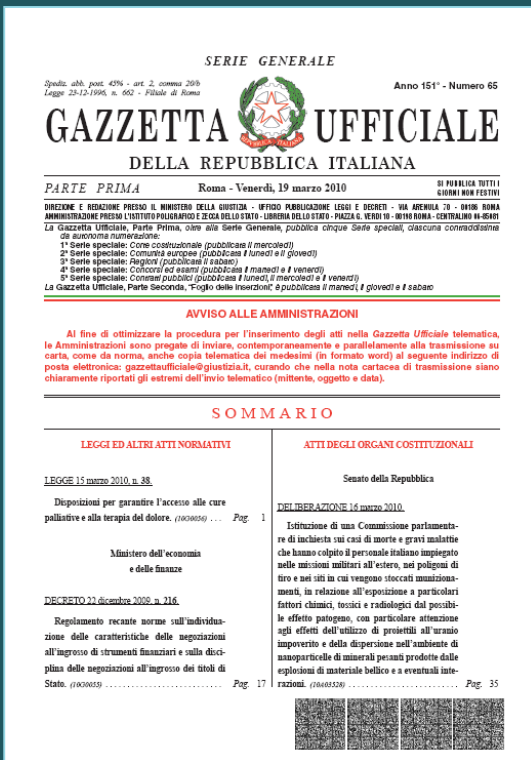 SERIE GENERALE
Spediz. abb. post. 45% - art. 2, comma 20/b
Legge 23-12-1996, n. 662 - Filiale di Roma
Anno 151° - Numero 65
GAZZETTA UFFICIALE
REPUBBLICA ITALIANA
DELLA REPUBBLICA ITALIANA
PARTE PRIMA
Roma - Venerdì, 19 marzo 2010
SI PUBBLICA TUTTI I
GIORNI NON FESTIVI
DIREZIONE E REDAZIONE PRESSO IL MINISTERO DELLA GIUSTIZIA - UFFICIO PUBBLICAZIONE LEGGI E DECRETI - VIA ARENULA 70 - 00186 ROMA
AMMINISTRAZIONE PRESSO L'ISTITUTO POLIGRAFICO E ZECCA DELLO STATO - LIBRERIA DELLO STATO - PIAZZA G. VERDI 10 - 00198 ROMA - CENTRALINO 06-85081
La Gazzetta Ufficiale, Parte Prima, olre alla Serie Generale, pubblica cinque Serie speciali, ciascuna contraddistinta
da autonoma numerazione:
1ª Serie speciale: Corte costituzionale (pubblicata il mercoledì)
2ª Serie speciale: Comunità europee (pubblicata il lunedì e il giovedì)
3ª Serie speciale: Regioni (pubblicata il sabato)
4ª Serie speciale: Concorsi ed esami (pubblicata il martedì e il venerdì)
5ª Serie speciale: Contratti pubblici (pubblicata il lunedì, il mercoledì e il venerdì)
La Gazzetta Ufficiale, Parte Seconda, "Foglio delle inserzioni", è pubblicata il martedì, il giovedì e il sabato
AVVISO ALLE AMMINISTRAZIONI
Al fine di ottimizzare la procedura per l'inserimento degli atti nella Gazzetta Ufficiale telematica,
le Amministrazioni sono pregate di inviare, contemporaneamente e parallelamente alla trasmissione su
carta, come da norma, anche copia telematica dei medesimi (in formato word) al seguente indirizzo di
posta elettronica: gazzettaufficiale@giustizia.it, curando che nella nota cartacea di trasmissione siano
chiaramente riportati gli estremi dell'invio telematico (mittente, oggetto e data).
SOMMARIO
LEGGI ED ALTRI ATTI NORMATIVI
LEGGE 15 marzo 2010, n. 38.
Disposizioni per garantire l'accesso alle cure
palliative e alla terapia del dolore. (10G0056) ... Pag. 1
Ministero dell'economia
e delle finanze
DECRETO 22 dicembre 2009, n. 216.
Regolamento recante norme sull'individua-
zione delle caratteristiche delle negoziazioni
all'ingrosso di strumenti finanziari e sulla disci-
plina delle negoziazioni all'ingrosso dei titoli di
Stato. (10G0055) ........................... Pag. 17
ATTI DEGLI ORGANI COSTITUZIONALI
Senato della Repubblica
DELIBERAZIONE 16 marzo 2010.
Istituzione di una Commissione parlamenta-
re di inchiesta sui casi di morte e gravi malattie
che hanno colpito il personale italiano impiegato
nelle missioni militari all'estero, nei poligoni di
tiro e nei siti in cui vengono stoccati muniziona-
menti, in relazione all'esposizione a particolari
fattori chimici, tossici e radiologici dal possibi-
le effetto patogeno, con particolare attenzione
agli effetti dell'utilizzo di proiettili all'uranio
impoverito e della dispersione nell'ambiente di
nanoparticelle di minerali pesanti prodotte dalle
esplosioni di materiale bellico e a eventuali inte-
razioni. (10A03528) ......................... Pag. 35